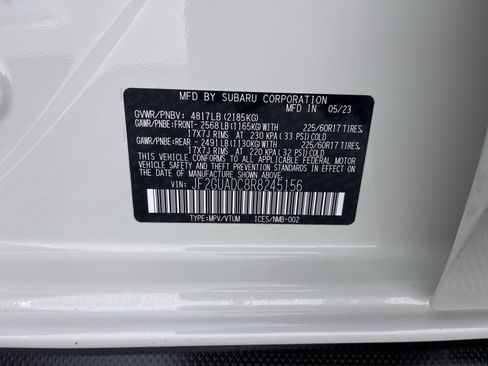 MFD BY SUBARU CORPORATION
GVWR/PNBV: 4817LB (2185KG) MFD IN 05/23
GAWR/PNBE:FRONT- 2568LB(1165KG)WITH 225/60R17 TIRES,
17X7J RIMS AT 230 KPA(33 PSI)COLD
GAWR/PNBE:REAR - 2491LB(1130KG)WITH 225/60R17 TIRES,
17X7J RIMS AT 220 KPA(32 PSI)COLD
THIS VEHICLE CONFORMS TO ALL APPLICABLE
FEDERAL MOTOR VEHICLE SAFETY STANDARDS IN EFFECT
ON THE DATE OF MANUFACTURE SHOWN ABOVE.
VIN: JF2GUADC8R8245156
TYPE:MPV/VTUM ICES/NMB-002